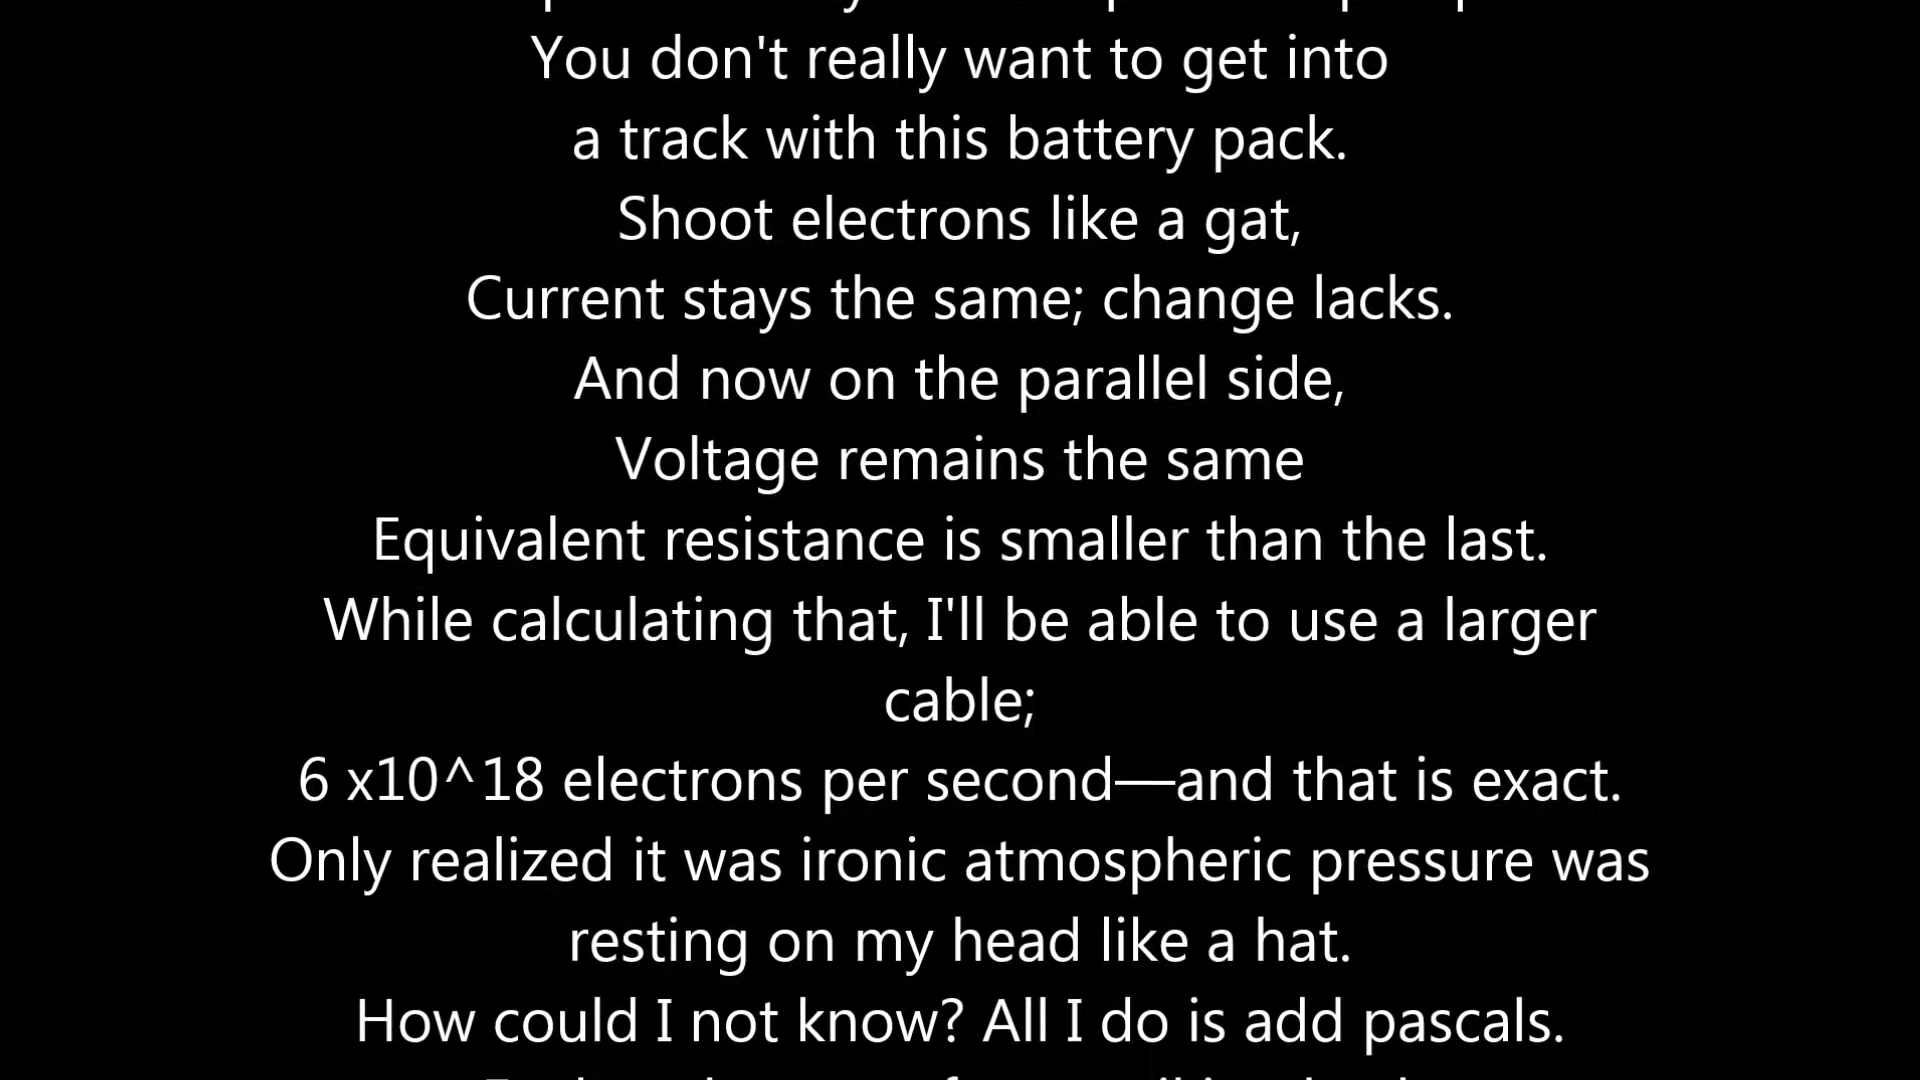 You don't really want to get into
a track with this battery pack.
Shoot electrons like a gat,
Current stays the same; change lacks.
And now on the parallel side,
Voltage remains the same
Equivalent resistance is smaller than the last.
While calculating that, I'll be able to use a larger
cable;
6 x10^18 electrons per second—and that is exact.
Only realized it was ironic atmospheric pressure was
resting on my head like a hat.
How could I not know? All I do is add pascals.